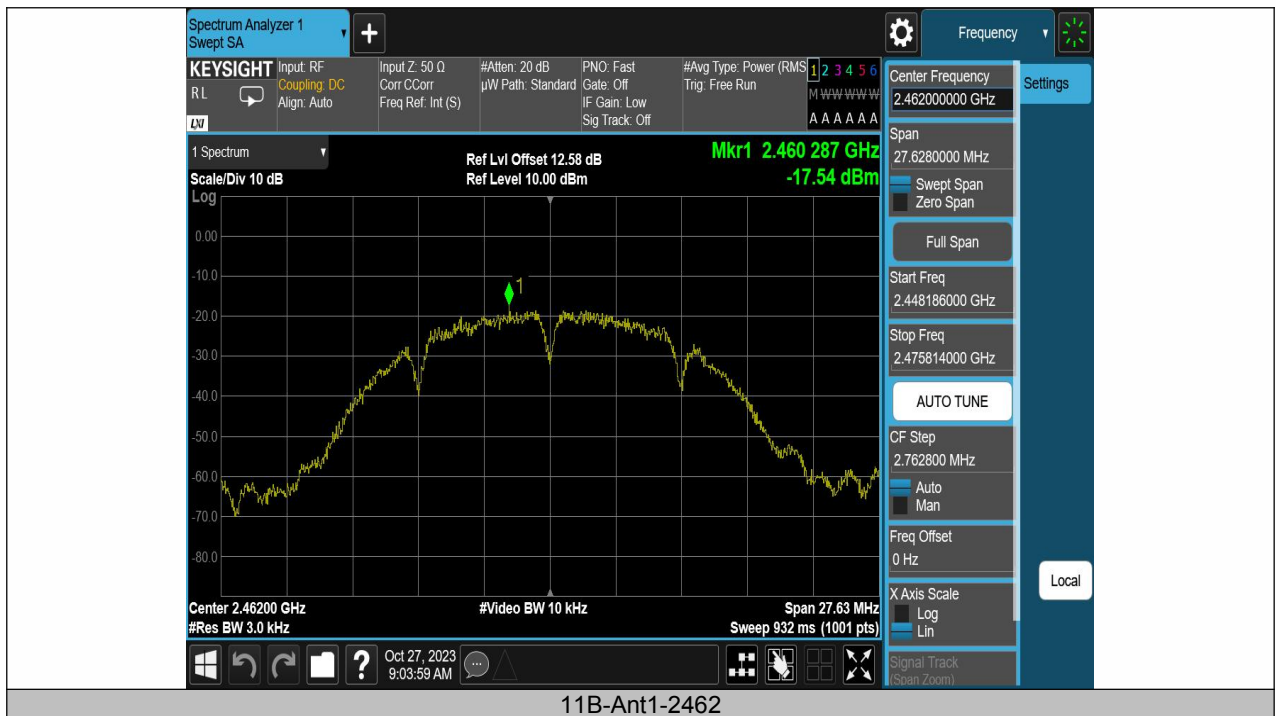 Spectrum Analyzer 1
Swept SA
+
Frequency
KEYSIGHT
RL
LXI
Input: RF
Coupling: DC
Align: Auto
Input Z: 50 Ω
Corr CCorr
Freq Ref: Int (S)
#Atten: 20 dB
µW Path: Standard
PNO: Fast
Gate: Off
IF Gain: Low
Sig Track: Off
#Avg Type: Power (RMS
Trig: Free Run
1 2 3 4 5 6
M W W W W W
A A A A A A
1 Spectrum
Scale/Div 10 dB
Log
Ref Lvl Offset 12.58 dB
Ref Level 10.00 dBm
Mkr1 2.460 287 GHz
-17.54 dBm
0.00
-10.0
-20.0
-30.0
-40.0
-50.0
-60.0
-70.0
-80.0
1
Center 2.46200 GHz
#Res BW 3.0 kHz
#Video BW 10 kHz
Span 27.63 MHz
Sweep 932 ms (1001 pts)
Center Frequency
2.462000000 GHz
Span
27.6280000 MHz
Swept Span
Zero Span
Full Span
Start Freq
2.448186000 GHz
Stop Freq
2.475814000 GHz
AUTO TUNE
CF Step
2.762800 MHz
Auto
Man
Freq Offset
0 Hz
X Axis Scale
Log
Lin
Signal Track
(Span Zoom)
Settings
Local
?
Oct 27, 2023
9:03:59 AM
11B-Ant1-2462